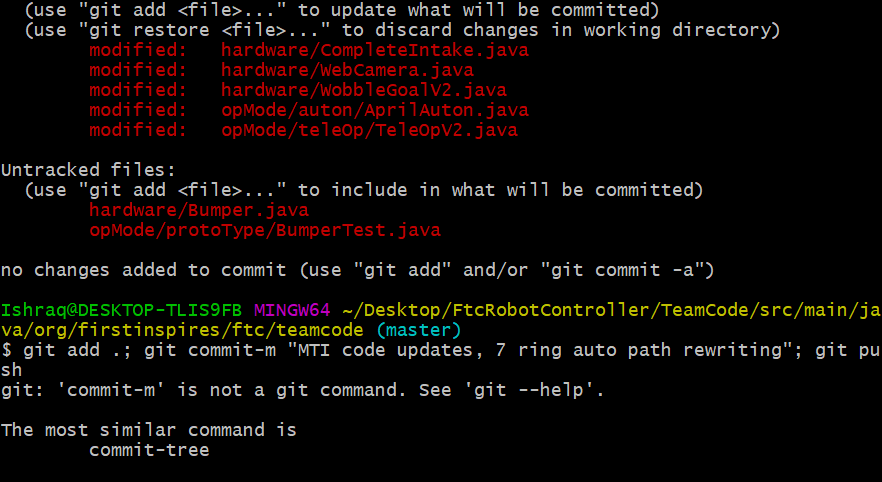 (use "git add <file>..." to update what will be committed)
(use "git restore <file>..." to discard changes in working directory)
modified: hardware/CompleteIntake.java
modified: hardware/WebCamera.java
modified: hardware/WobbleGoalV2.java
modified: opMode/auton/AprilAuton.java
modified: opMode/teleOp/TeleOpV2.java
Untracked files:
(use "git add <file>..." to include in what will be committed)
hardware/Bumper.java
opMode/protoType/BumperTest.java
no changes added to commit (use "git add" and/or "git commit -a")
Ishraq@DESKTOP-TLIS9FB MINGW64 ~/Desktop/FtcRobotController/TeamCode/src/main/ja
va/org/firstinspires/ftc/teamcode (master)
$ git add .; git commit-m "MTI code updates, 7 ring auto path rewriting"; git pu
sh
git: 'commit-m' is not a git command. See 'git --help'.
The most similar command is
commit-tree